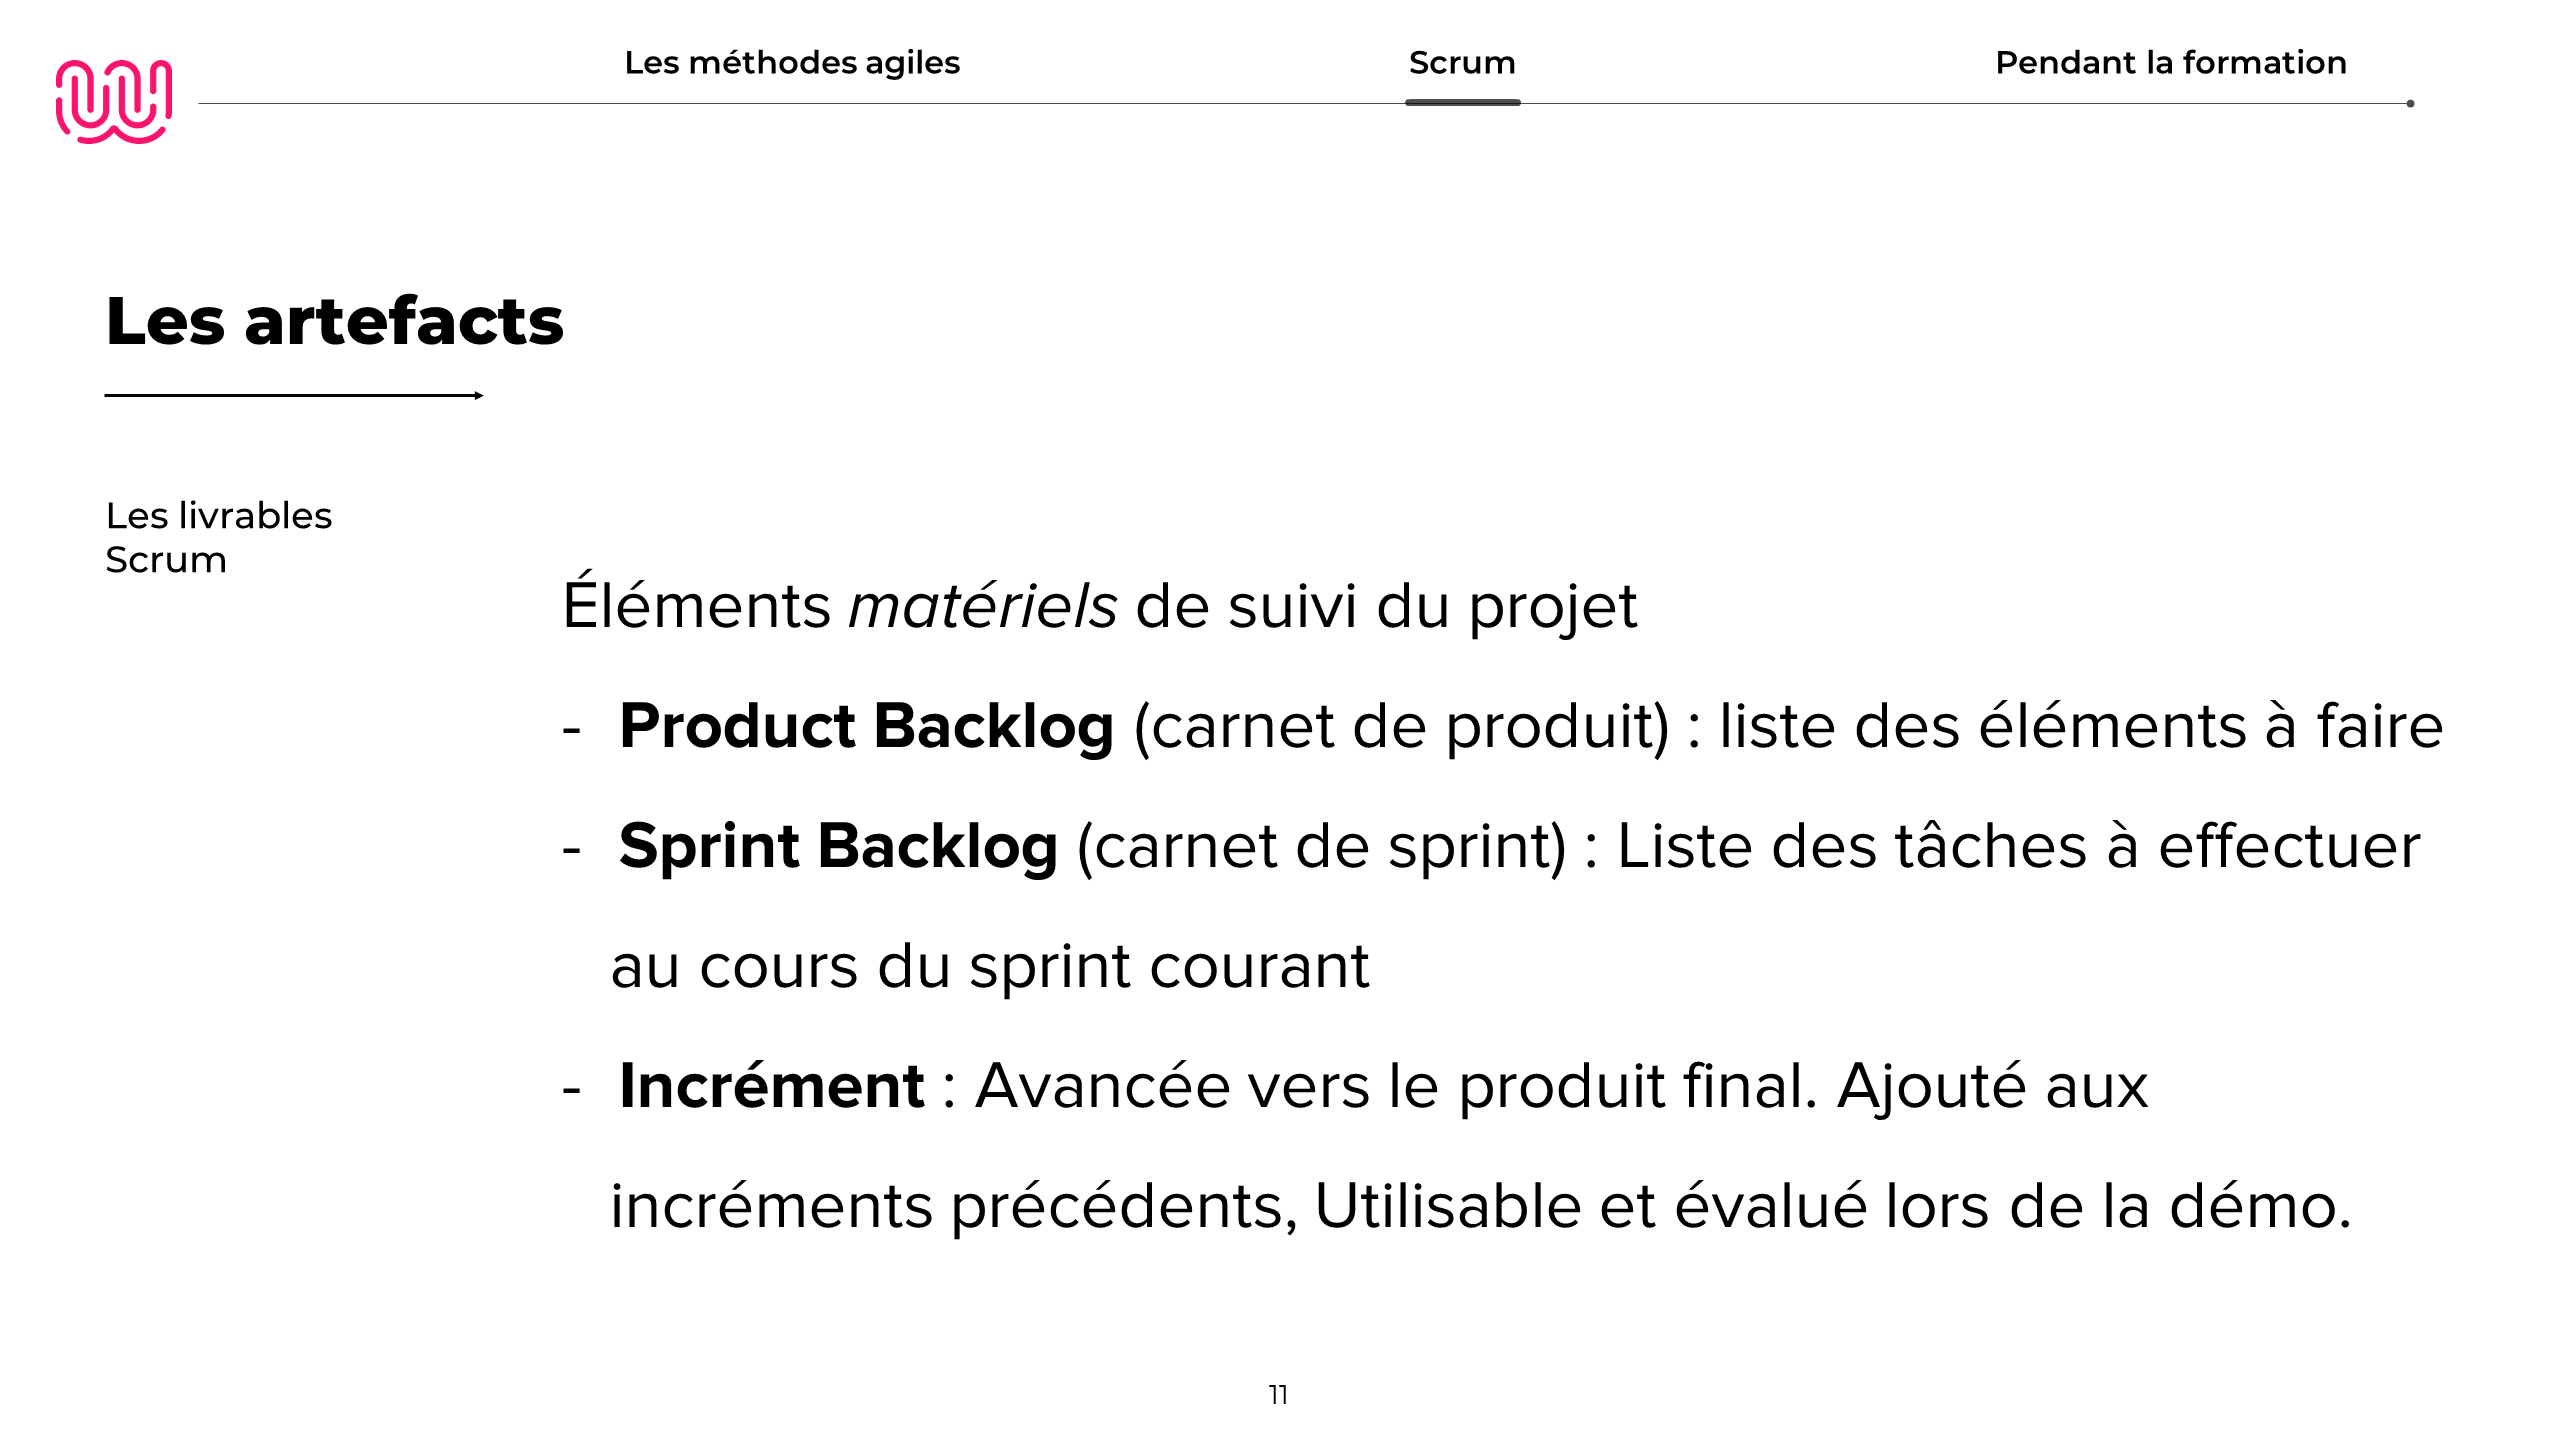 Les méthodes agiles
Scrum
Pendant la formation
Les artefacts
Les livrables
Scrum
Éléments matériels de suivi du projet
- Product Backlog (carnet de produit) : liste des éléments à faire
- Sprint Backlog (carnet de sprint) : Liste des tâches à effectuer
au cours du sprint courant
- Incrément : Avancée vers le produit final. Ajouté aux
incréments précédents, Utilisable et évalué lors de la démo.
11